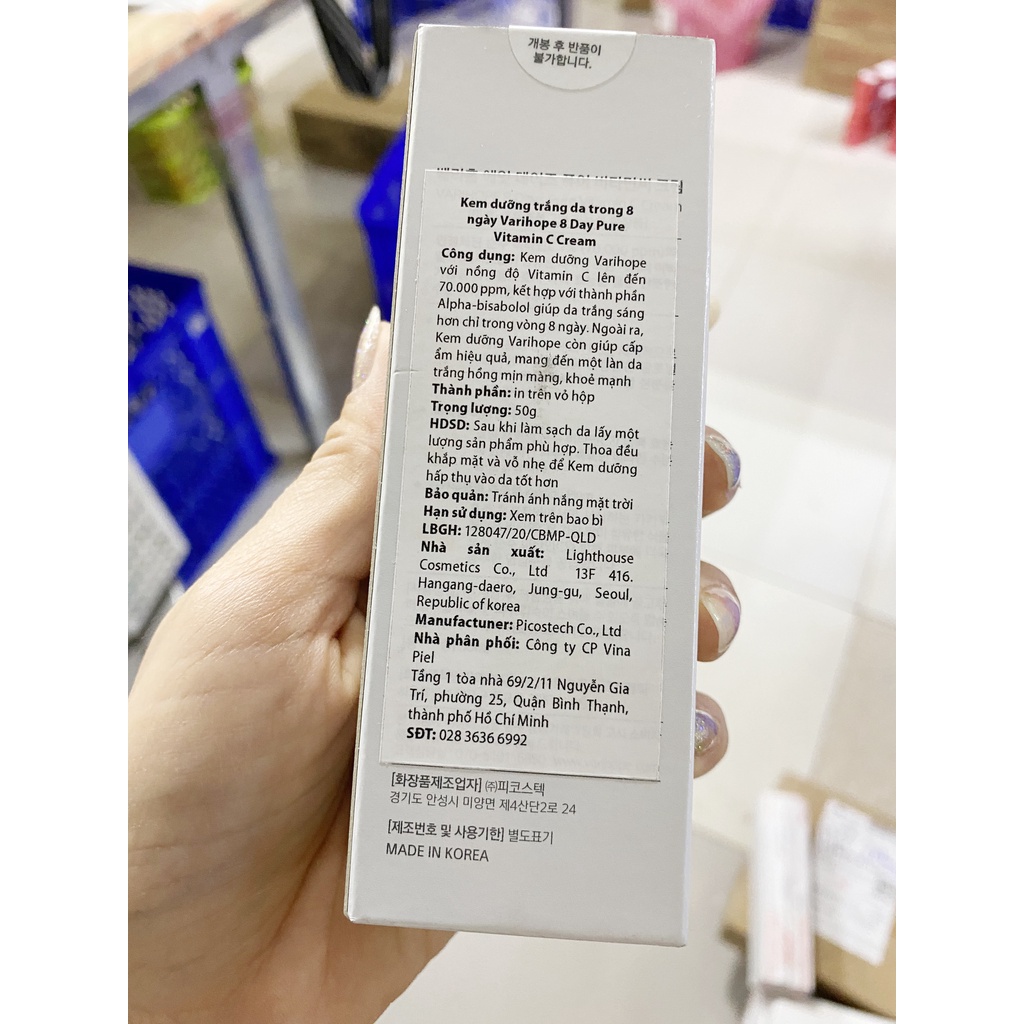 개봉 후 반품이
불가합니다.
Kem dưỡng trắng da trong 8
ngày Varihope 8 Day Pure
Vitamin C Cream
Công dụng: Kem dưỡng Varihope
với nồng độ Vitamin C lên đến
70.000 ppm, kết hợp với thành phần
Alpha-bisabolol giúp da trắng sáng
hơn chỉ trong vòng 8 ngày. Ngoài ra,
Kem dưỡng Varihope còn giúp cấp
ẩm hiệu quả, mang đến một làn da
trắng hồng mịn màng, khoẻ mạnh
Thành phần: in trên vỏ hộp
Trọng lượng: 50g
HDSD: Sau khi làm sạch da lấy một
lượng sản phẩm phù hợp. Thoa đều
khắp mặt và vỗ nhẹ để Kem dưỡng
hấp thụ vào da tốt hơn
Bảo quản: Tránh ánh nắng mặt trời
Hạn sử dụng: Xem trên bao bì
LBGH: 128047/20/CBMP-QLD
Nhà sản xuất: Lighthouse
Cosmetics Co., Ltd 13F 416.
Hangang-daero, Jung-gu, Seoul,
Republic of korea
Manufactuner: Picostech Co., Ltd
Nhà phân phối: Công ty CP Vina
Piel
Tầng 1 tòa nhà 69/2/11 Nguyễn Gia
Trí, phường 25, Quận Bình Thạnh,
thành phố Hồ Chí Minh
SĐT: 028 3636 6992
[화장품제조업자] ㈜피코스텍
경기도 안성시 미양면 제4산단2로 24
[제조번호 및 사용기한] 별도표기
MADE IN KOREA